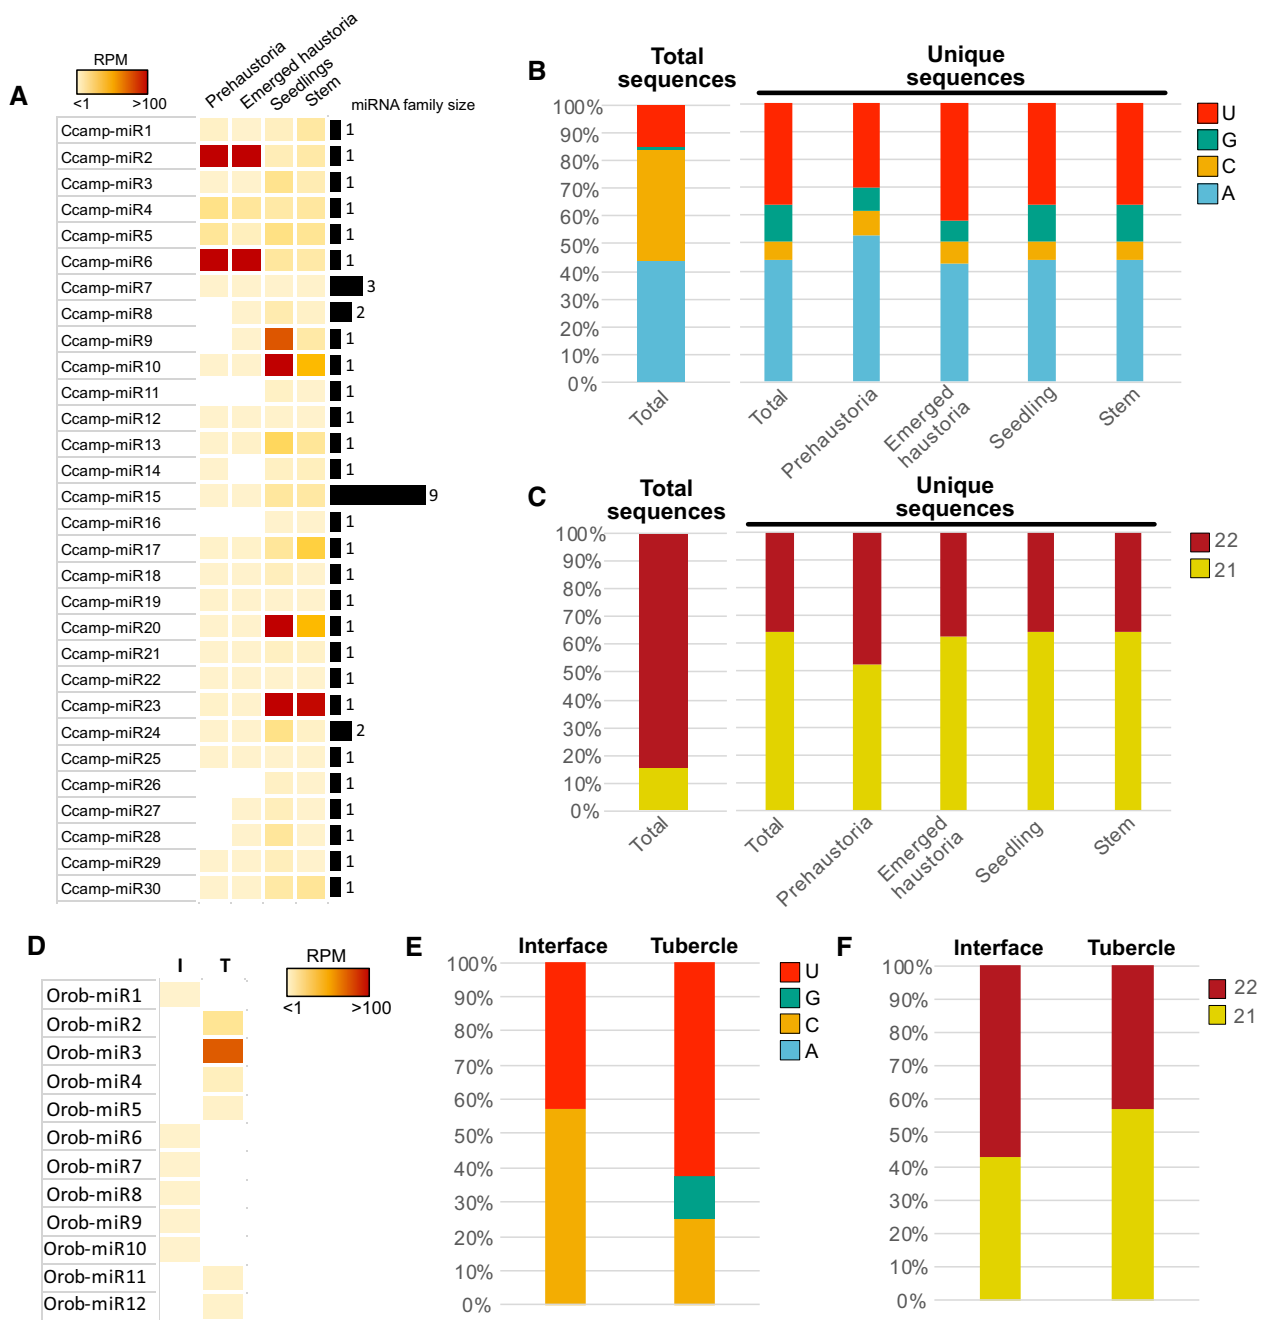 A
RPM
<1 >100
Prehaustoria
Emerged haustoria
Seedlings
Stem
miRNA family size
Ccamp-miR1 1
Ccamp-miR2 1
Ccamp-miR3 1
Ccamp-miR4 1
Ccamp-miR5 1
Ccamp-miR6 1
Ccamp-miR7 3
Ccamp-miR8 2
Ccamp-miR9 1
Ccamp-miR10 1
Ccamp-miR11 1
Ccamp-miR12 1
Ccamp-miR13 1
Ccamp-miR14 1
Ccamp-miR15 9
Ccamp-miR16 1
Ccamp-miR17 1
Ccamp-miR18 1
Ccamp-miR19 1
Ccamp-miR20 1
Ccamp-miR21 1
Ccamp-miR22 1
Ccamp-miR23 1
Ccamp-miR24 2
Ccamp-miR25 1
Ccamp-miR26 1
Ccamp-miR27 1
Ccamp-miR28 1
Ccamp-miR29 1
Ccamp-miR30 1
B
Total
sequences
Unique
sequences
100%
90%
80%
70%
60%
50%
40%
30%
20%
10%
0%
Total
Total
Prehaustoria
Emerged
haustoria
Seedling
Stem
U
G
C
A
C
Total
sequences
Unique
sequences
100%
90%
80%
70%
60%
50%
40%
30%
20%
10%
0%
Total
Total
Prehaustoria
Emerged
haustoria
Seedling
Stem
22
21
D
I T
RPM
<1 >100
Orob-miR1
Orob-miR2
Orob-miR3
Orob-miR4
Orob-miR5
Orob-miR6
Orob-miR7
Orob-miR8
Orob-miR9
Orob-miR10
Orob-miR11
Orob-miR12
E
Interface Tubercle
100%
90%
80%
70%
60%
50%
40%
30%
20%
10%
0%
U
G
C
A
F
Interface Tubercle
100%
90%
80%
70%
60%
50%
40%
30%
20%
10%
0%
22
21